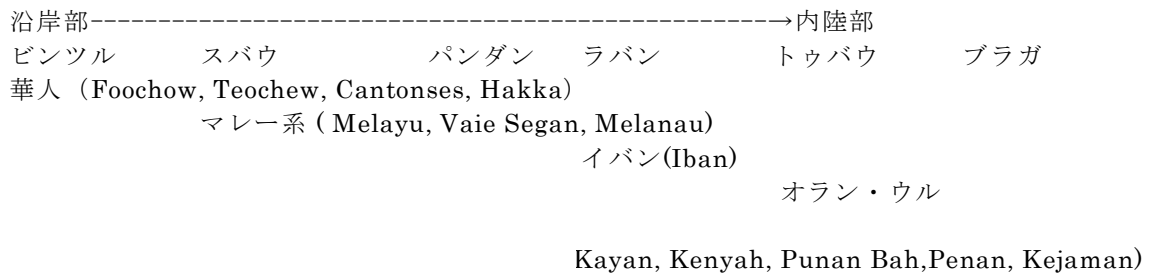 沿岸部-------------------------------------------------→内陸部
ビンツル　スバウ　パンダン　ラバン　トゥバウ　ブラガ
華人（Foochow, Teochew, Cantonses, Hakka）
マレー系 ( Melayu, Vaie Segan, Melanau)
イバン(Iban)
オラン・ウル
Kayan, Kenyah, Punan Bah,Penan, Kejaman)